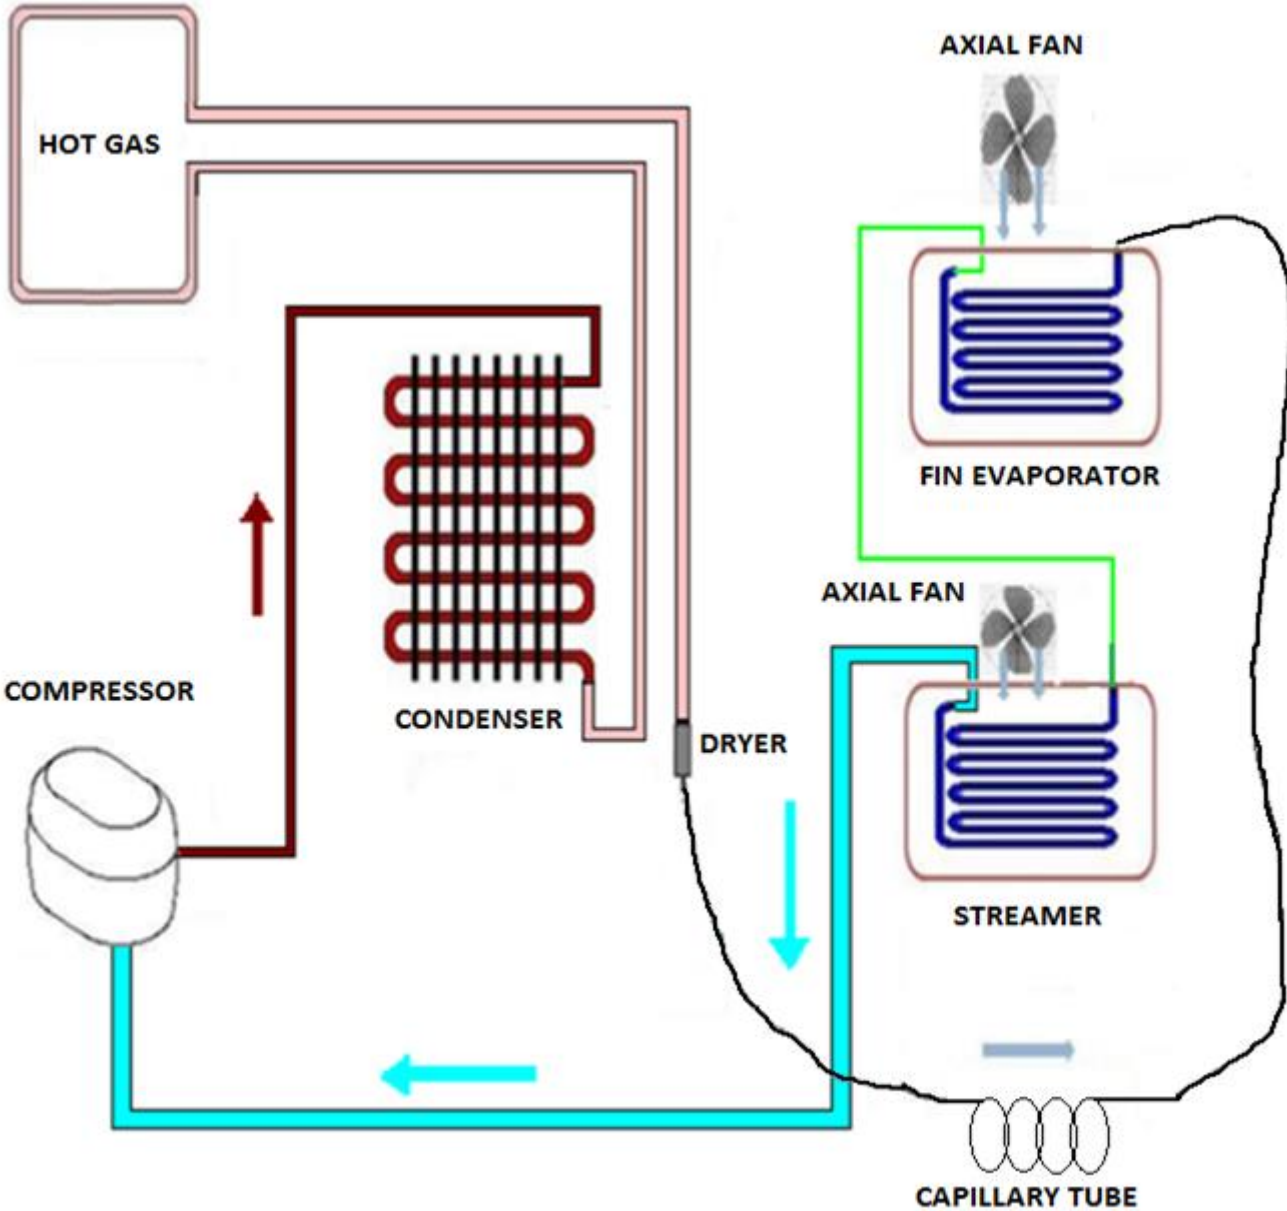 AXIAL FAN
HOT GAS
FIN EVAPORATOR
AXIAL FAN
COMPRESSOR
CONDENSER
DRYER
STREAMER
CAPILLARY TUBE